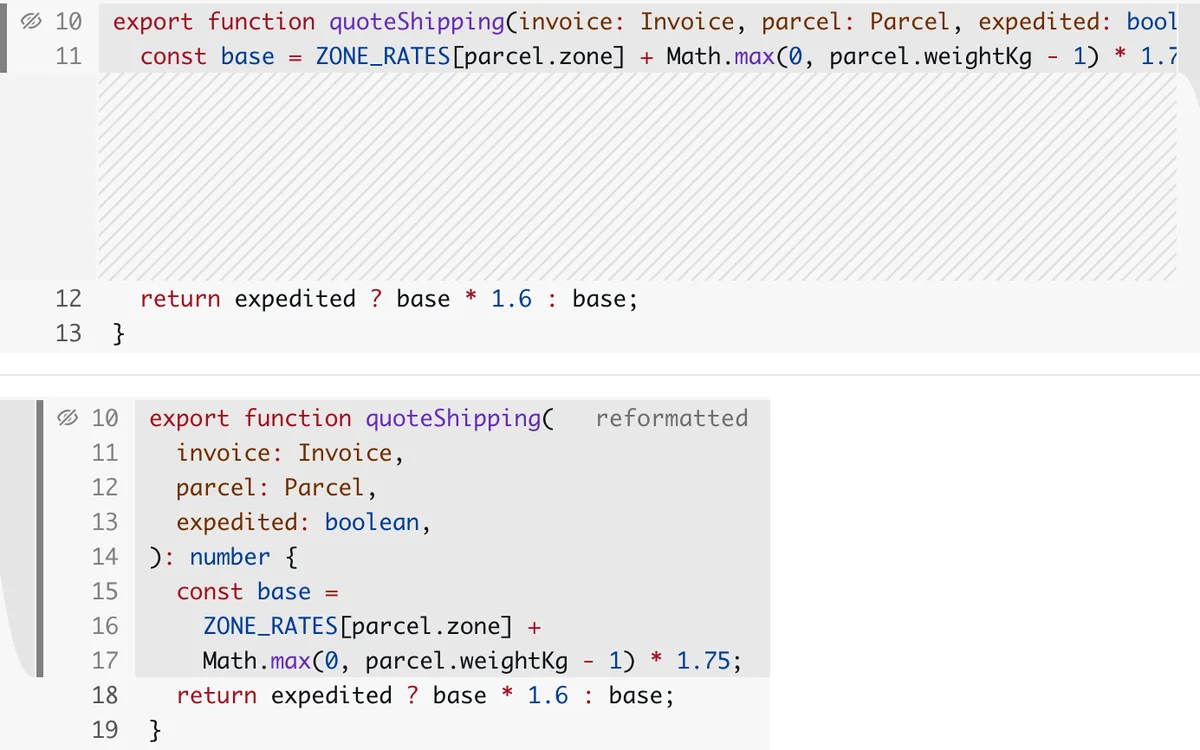 10 export function quoteShipping(invoice: Invoice, parcel: Parcel, expedited: bool
11 const base = ZONE_RATES[parcel.zone] + Math.max(0, parcel.weightKg - 1) * 1.7
12 return expedited ? base * 1.6 : base;
13 }
10 export function quoteShipping( reformatted
11 invoice: Invoice,
12 parcel: Parcel,
13 expedited: boolean,
14 ): number {
15 const base =
16 ZONE_RATES[parcel.zone] +
17 Math.max(0, parcel.weightKg - 1) * 1.75;
18 return expedited ? base * 1.6 : base;
19 }